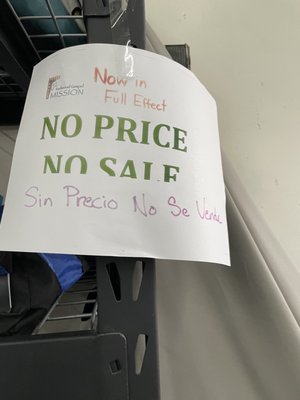 MISSION
Now in
Full Effect
NO PRICE
NO SALE
Sin Precio No Se Vende